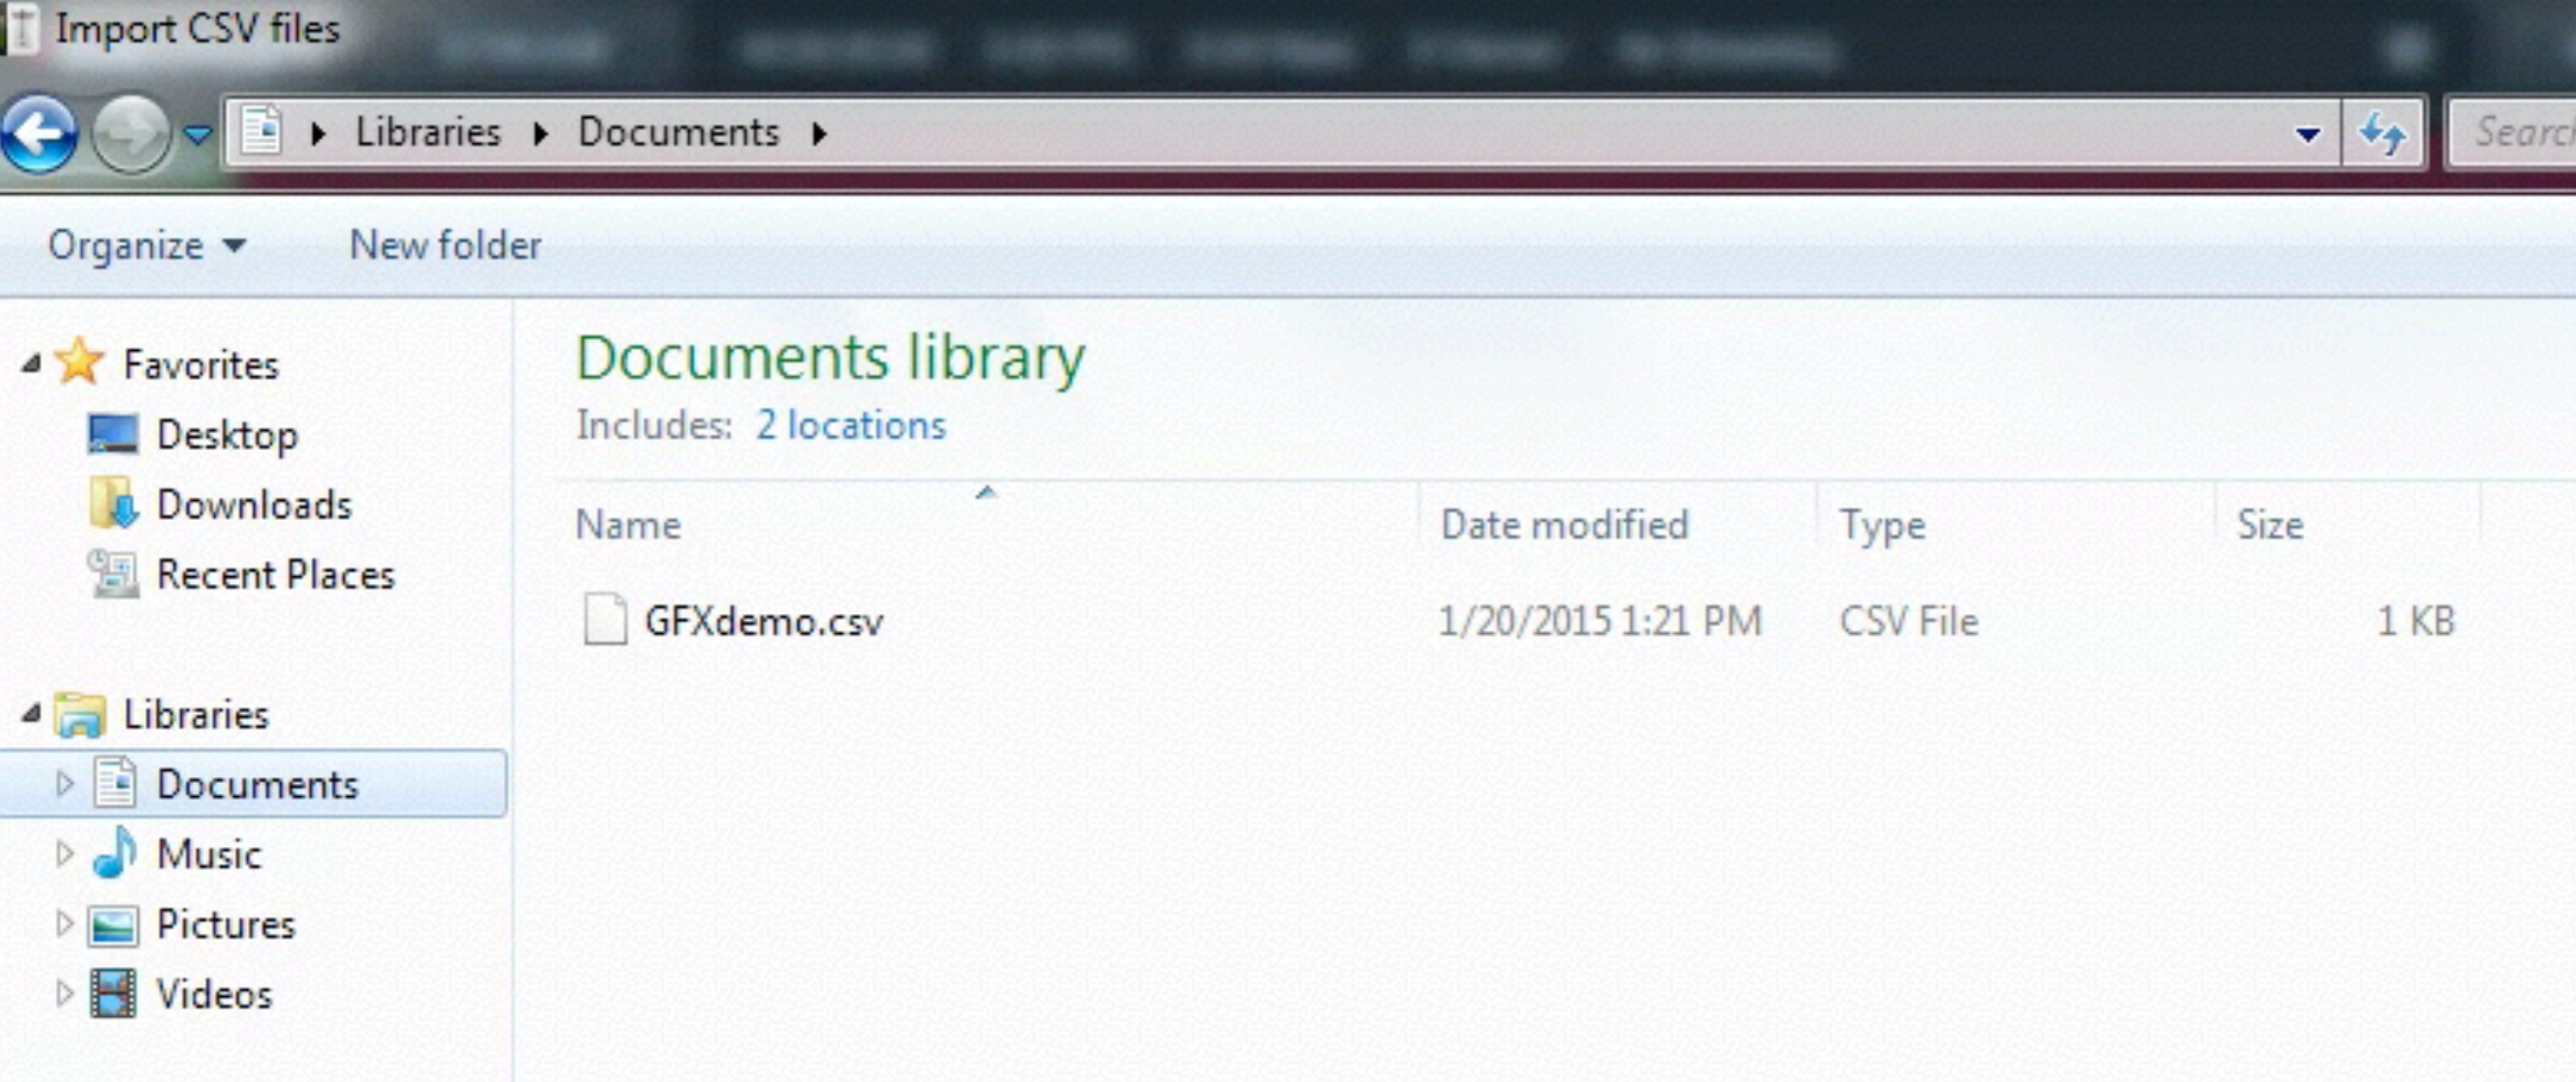 Import CSV files
Libraries Documents
Search
Organize New folder
Favorites
Desktop
Downloads
Recent Places
Libraries
Documents
Music
Pictures
Videos
Documents library
Includes: 2 locations
Name Date modified Type Size
GFXdemo.csv 1/20/2015 1:21 PM CSV File 1 KB